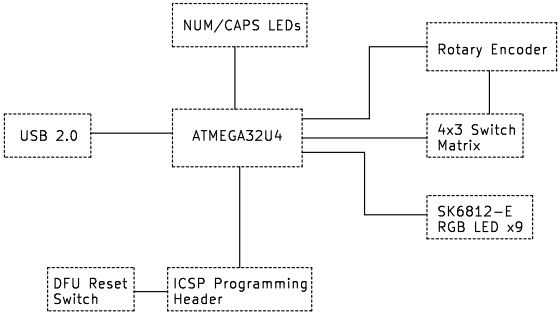 NUM/CAPS LEDs
Rotary Encoder
USB 2.0
ATMEGA32U4
4x3 Switch
Matrix
SK6812-E
RGB LED x9
DFU Reset
Switch
ICSP Programming
Header